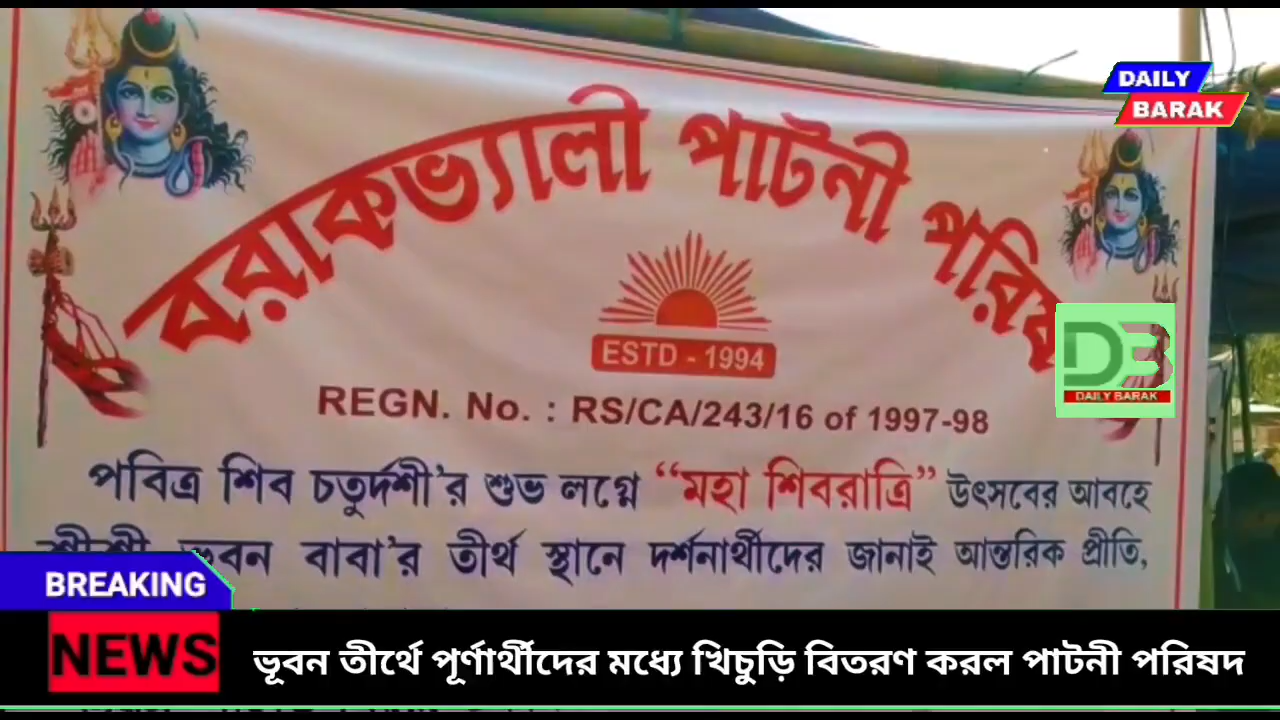 DAILY
BARAK
বরাকভ্যালী পাটনী পরিষ
ESTD - 1994
REGN. No. : RS/CA/243/16 of 1997-98
DB
DAILY BARAK
পবিত্র শিব চতুর্দশী'র শুভ লগ্নে “মহা শিবরাত্রি” উৎসবের আবহে
শ্রীশ্রী ভূবন বাবা'র তীর্থ স্থানে দর্শনার্থীদের জানাই আন্তরিক প্রীতি,
BREAKING
NEWS
ভূবন তীর্থে পূর্ণার্থীদের মধ্যে খিচুড়ি বিতরণ করল পাটনী পরিষদ